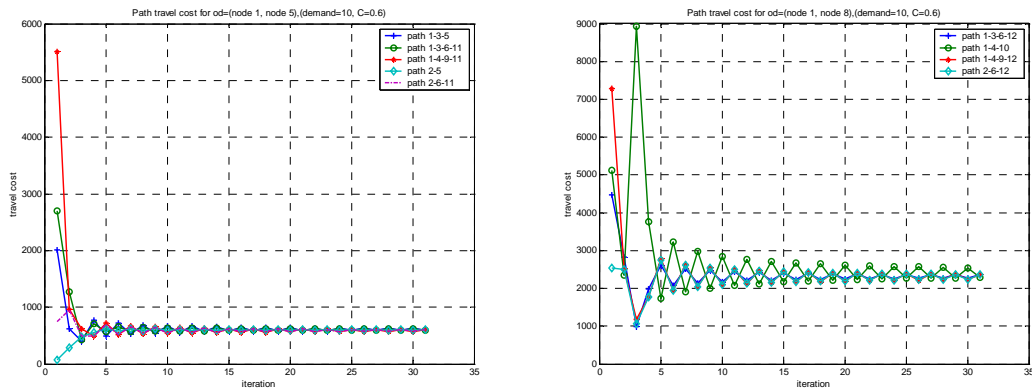 Path travel cost for od=(node 1, node 5),(demand=10, C=0.6)
6000
5000
4000
3000
2000
1000
0
travel cost
0 5 10 15 20 25 30 35
iteration
path 1-3-5
path 1-3-6-11
path 1-4-9-11
path 2-5
path 2-6-11
Path travel cost for od=(node 1, node 8),(demand=10, C=0.6)
9000
8000
7000
6000
5000
4000
3000
2000
1000
0
travel cost
0 5 10 15 20 25 30 35
iteration
path 1-3-6-12
path 1-4-10
path 1-4-9-12
path 2-6-12